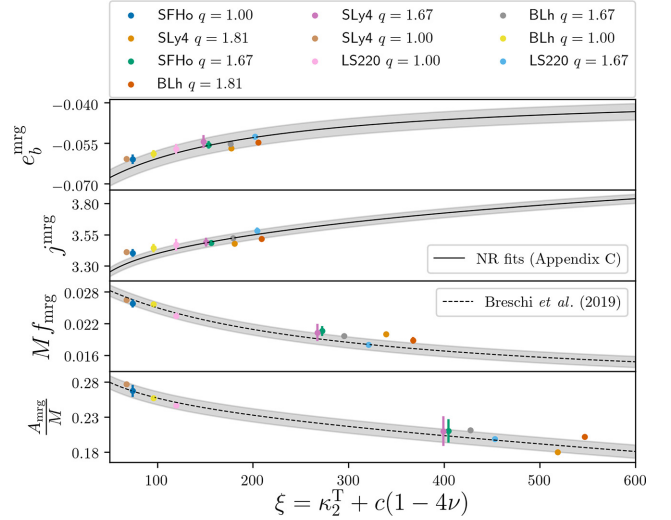 SFHo q = 1.00 SLy4 q = 1.67 BLh q = 1.67
SLy4 q = 1.81 SLy4 q = 1.00 BLh q = 1.00
SFHo q = 1.67 LS220 q = 1.00 LS220 q = 1.67
BLh q = 1.81
−0.040
−0.055
−0.070
e_b^mrg
3.80
3.55
3.30
j^mrg
NR fits (Appendix C)
0.028
0.022
0.016
M f_mrg
Breschi et al. (2019)
0.28
0.23
0.18
A_mrg/M
100 200 300 400 500 600
ξ = κ₂ᵀ + c(1 − 4ν)